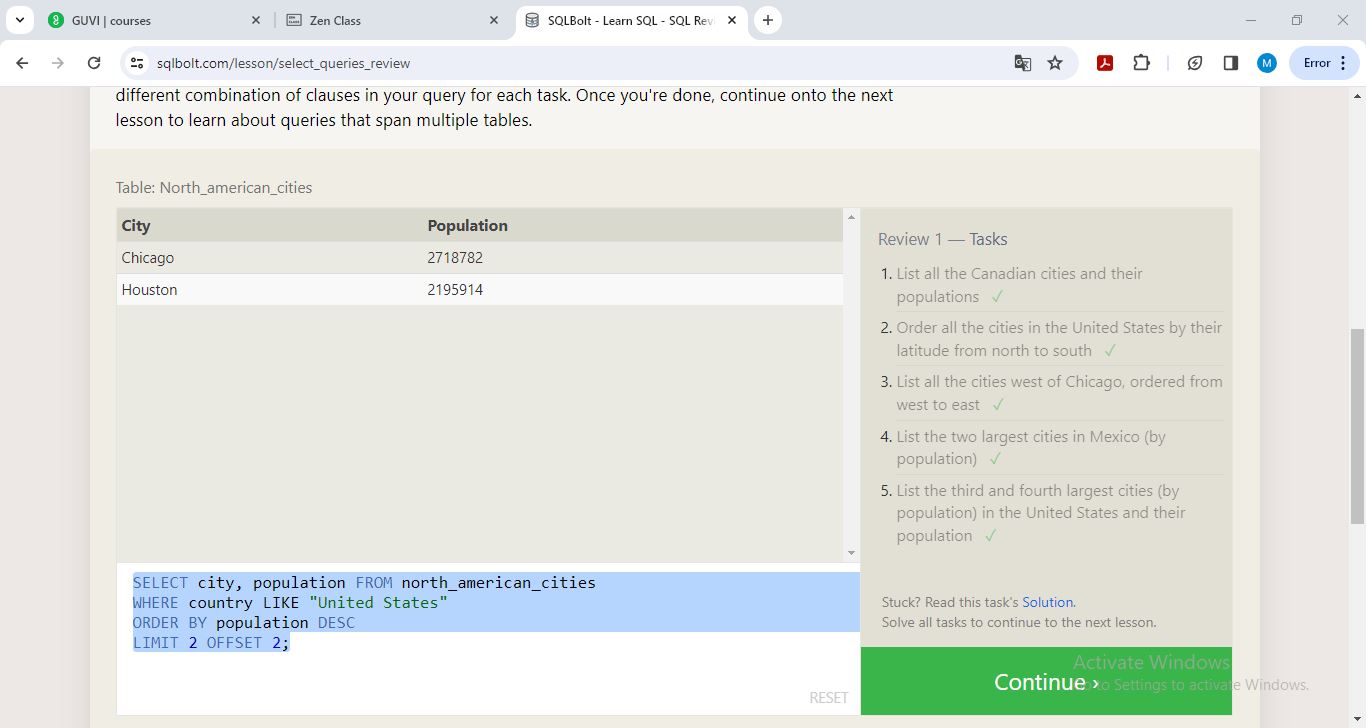 GUVI | courses
Zen Class
SQLBolt - Learn SQL - SQL Rev
sqlbolt.com/lesson/select_queries_review
M
Error
different combination of clauses in your query for each task. Once you're done, continue onto the next
lesson to learn about queries that span multiple tables.
Table: North_american_cities
City Population
Chicago 2718782
Houston 2195914
Review 1 — Tasks
1. List all the Canadian cities and their
populations ✓
2. Order all the cities in the United States by their
latitude from north to south ✓
3. List all the cities west of Chicago, ordered from
west to east ✓
4. List the two largest cities in Mexico (by
population) ✓
5. List the third and fourth largest cities (by
population) in the United States and their
population ✓
SELECT city, population FROM north_american_cities
WHERE country LIKE "United States"
ORDER BY population DESC
LIMIT 2 OFFSET 2;
RESET
Stuck? Read this task's Solution.
Solve all tasks to continue to the next lesson.
Continue ›
Activate Windows
Go to Settings to activate Windows.